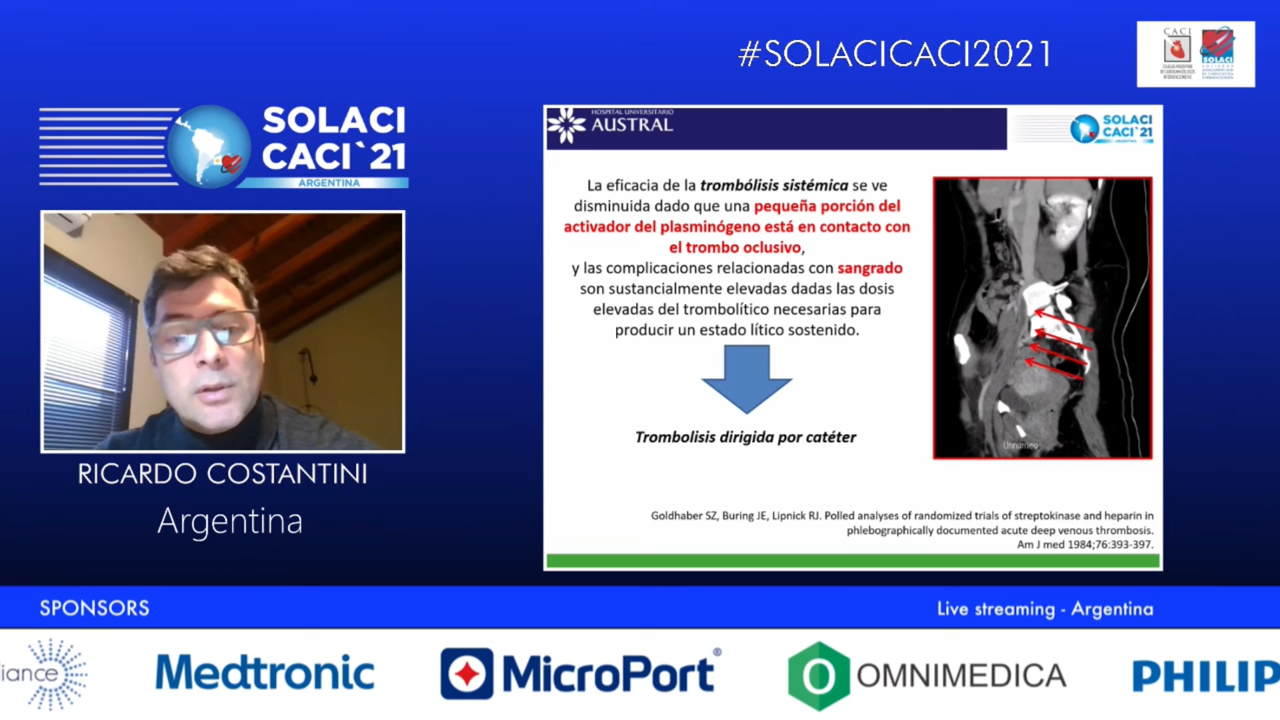 #SOLACICACI2021
CACI
SOLACI
SOLACI
CACI`21
ARGENTINA
RICARDO COSTANTINI
Argentina
HOSPITAL UNIVERSITARIO
AUSTRAL
SOLACI
CACI`21
ARGENTINA
La eficacia de la trombólisis sistémica se ve
disminuida dado que una pequeña porción del
activador del plasminógeno está en contacto con
el trombo oclusivo,
y las complicaciones relacionadas con sangrado
son sustancialmente elevadas dadas las dosis
elevadas del trombolítico necesarias para
producir un estado lítico sostenido.
Trombolisis dirigida por catéter
Unnamed
Goldhaber SZ, Buring JE, Lipnick RJ. Polled analyses of randomized trials of streptokinase and heparin in
phlebographically documented acute deep venous thrombosis.
Am J med 1984;76:393-397.
SPONSORS
Live streaming - Argentina
iance
Medtronic
MicroPort®
OMNIMEDICA
PHILIP